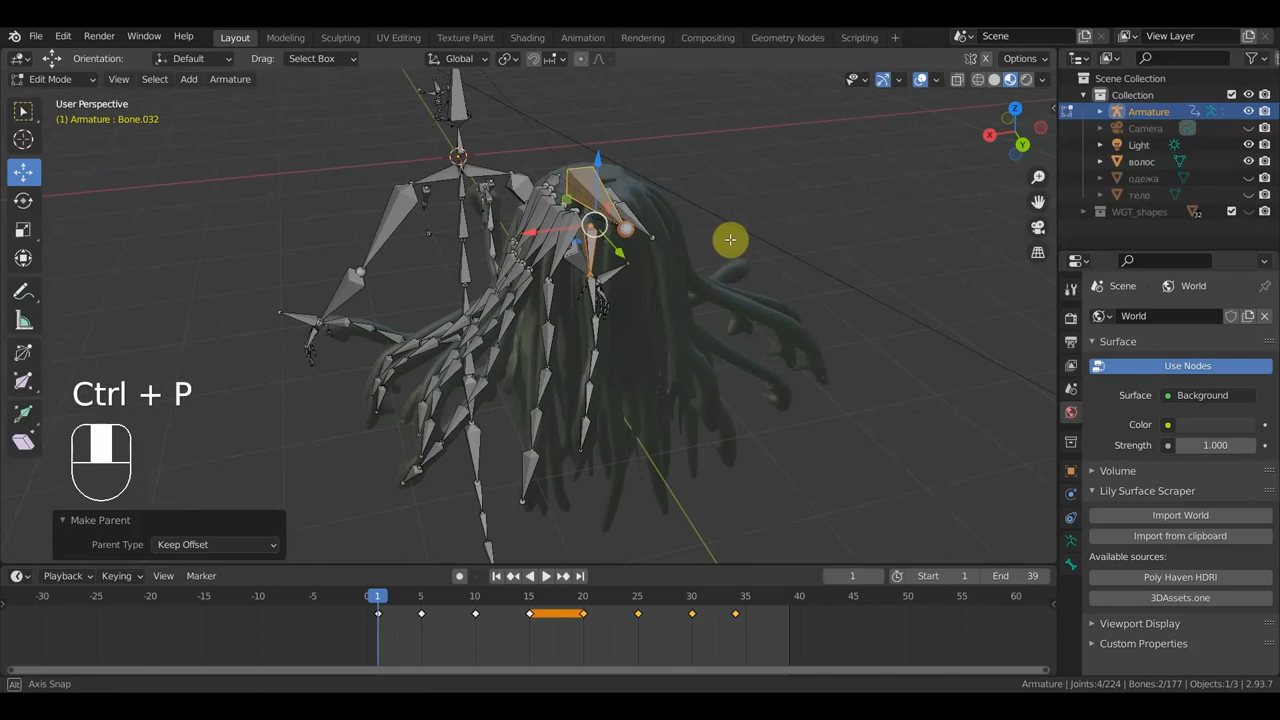 File Edit Render Window Help Layout Modeling Sculpting UV Editing Texture Paint Shading Animation Rendering Compositing Geometry Nodes Scripting + Scene View Layer
Orientation: Default Drag: Select Box Global Options
Edit Mode View Select Add Armature
User Perspective
(1) Armature : Bone.032
X
Y
Z
Ctrl + P
Make Parent
Parent Type Keep Offset
Scene Collection
Collection
Armature
Camera
Light
волос
одежа
тело
WGT_shapes 32
Scene World
World
Surface
Use Nodes
Surface Background
Color
Strength 1.000
Volume
Lily Surface Scraper
Import World
Import from clipboard
Available sources:
Poly Haven HDRI
3DAssets.one
Viewport Display
Custom Properties
Playback Keying View Marker 1 Start 1 End 39
-30 -25 -20 -15 -10 -5 1 5 10 15 20 25 30 35 40 44
Alt Axis Snap Armature | Joints:4/224 | Bones:2/177 | Objects:1/3 | 2.93.7